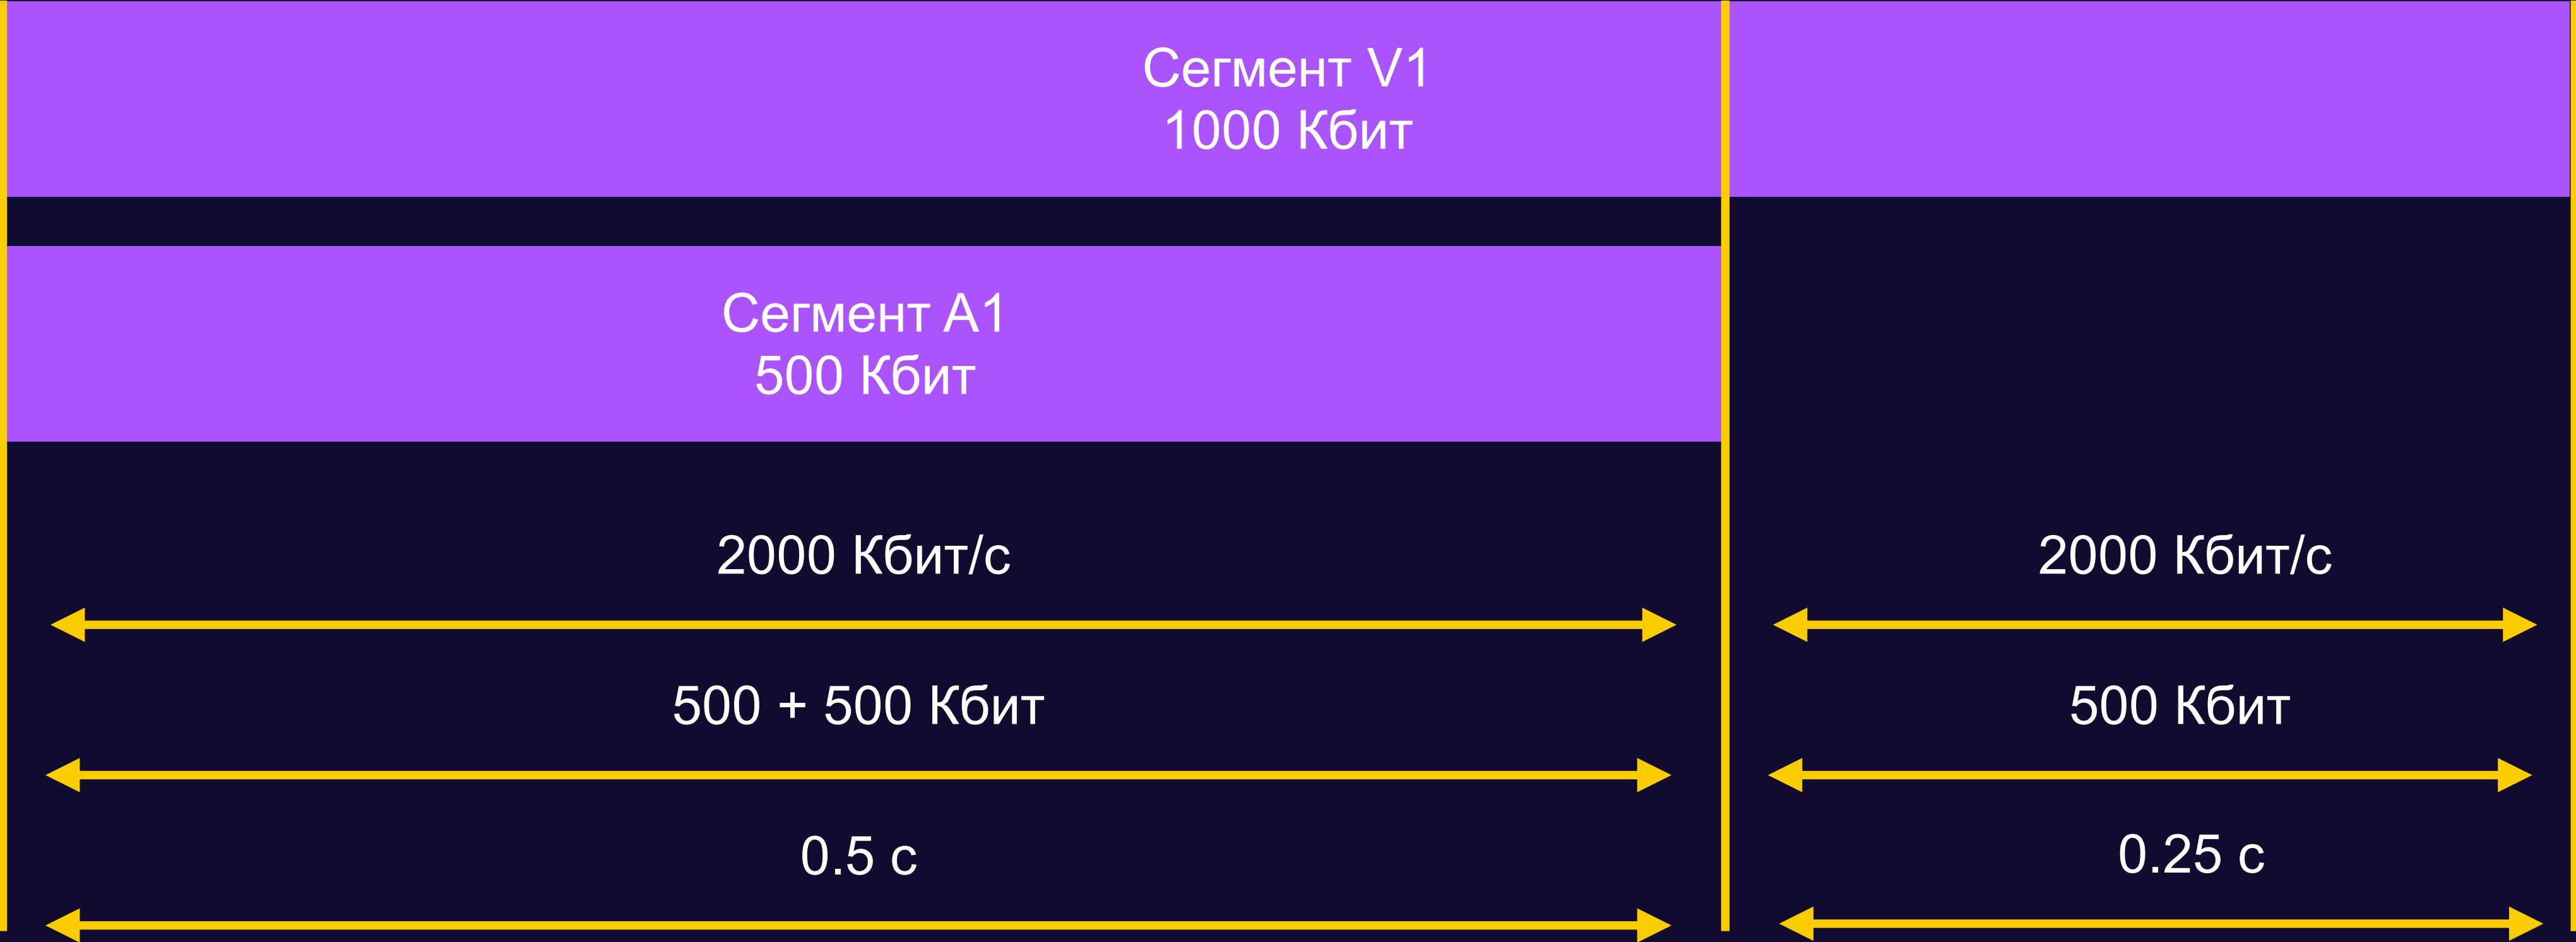 Сегмент V1
1000 Кбит
Сегмент A1
500 Кбит
2000 Кбит/с
2000 Кбит/с
500 + 500 Кбит
500 Кбит
0.5 с
0.25 с